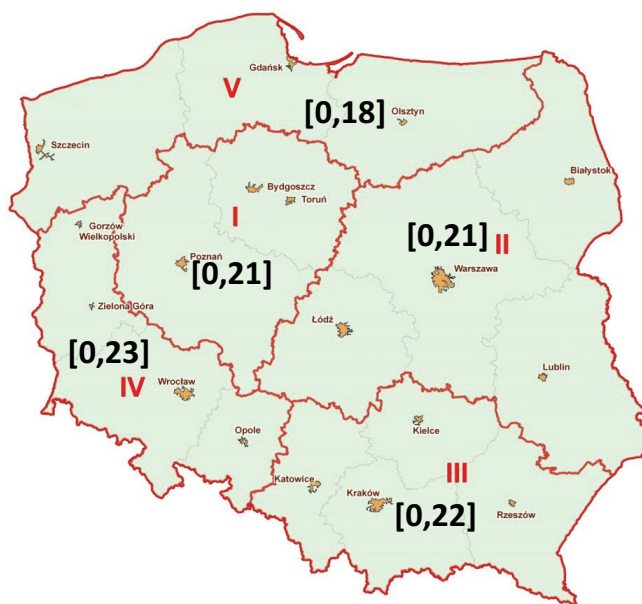 Gdańsk
V
[0,18]
Olsztyn
Szczecin
Białystok
Bydgoszcz
Toruń
Gorzów
Wielkopolski
I
[0,21]
II
Poznań
[0,21]
Warszawa
Zielona Góra
Łódź
[0,23]
IV
Wrocław
Lublin
Opole
Kielce
III
Katowice
Kraków
[0,22]
Rzeszów